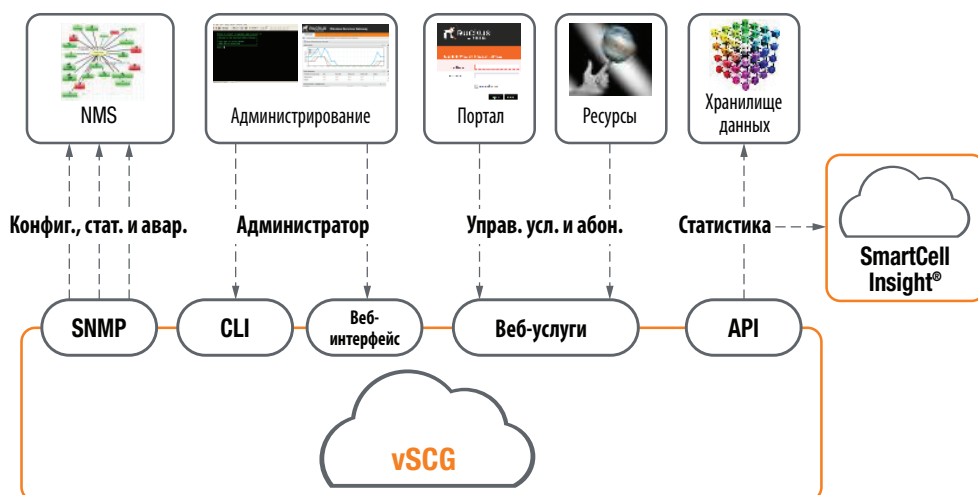 NMS
Администрирование
Портал
Ресурсы
Хранилище
данных
Конфиг., стат. и авар.
Администратор
Управ. усл. и абон.
Статистика
SmartCell
Insight®
SNMP
CLI
Веб-
интерфейс
Веб-услуги
API
vSCG